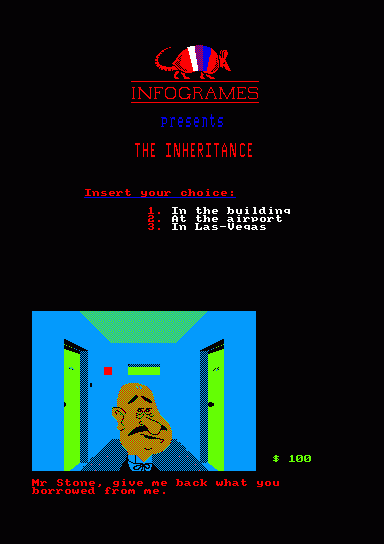 INFOGRAMES
presents
THE INHERITANCE
Insert your choice:
1. In the building
2. At the airport
3. In Las-Vegas
$ 100
Mr Stone, give me back what you
borrowed from me.